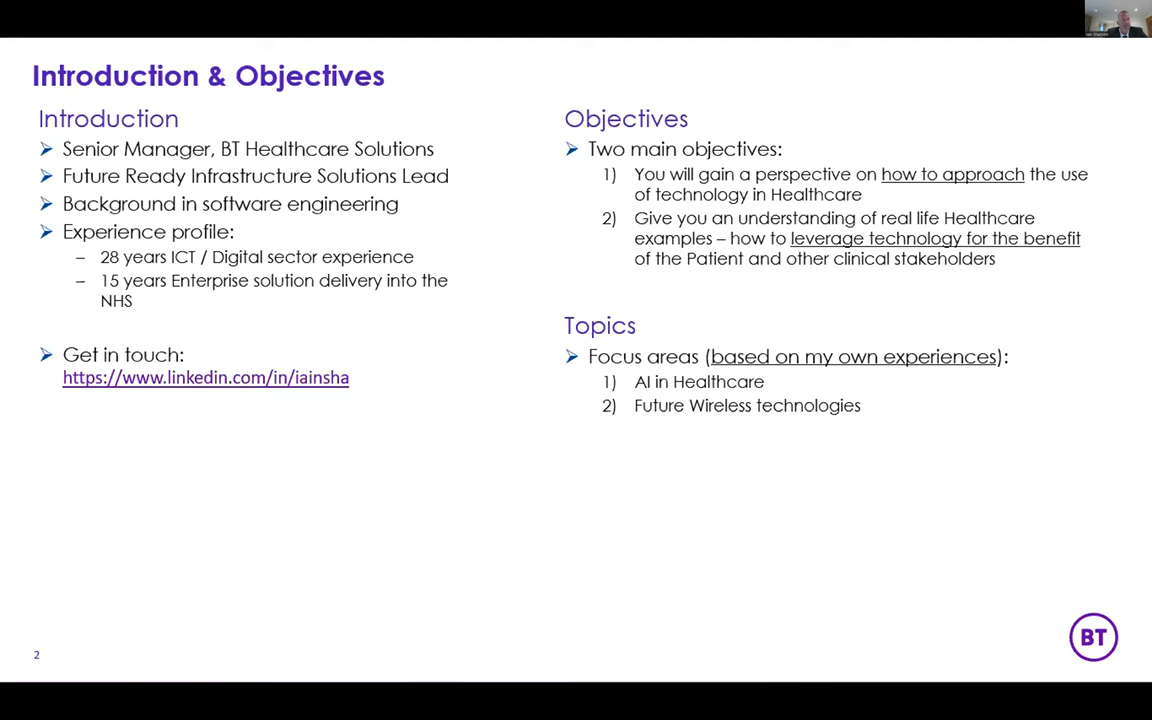 Introduction & Objectives
Introduction
Senior Manager, BT Healthcare Solutions
Future Ready Infrastructure Solutions Lead
Background in software engineering
Experience profile:
– 28 years ICT / Digital sector experience
– 15 years Enterprise solution delivery into the
NHS
Get in touch:
https://www.linkedin.com/in/iainsha
Objectives
Two main objectives:
1) You will gain a perspective on how to approach the use
of technology in Healthcare
2) Give you an understanding of real life Healthcare
examples – how to leverage technology for the benefit
of the Patient and other clinical stakeholders
Topics
Focus areas (based on my own experiences):
1) AI in Healthcare
2) Future Wireless technologies
2
BT